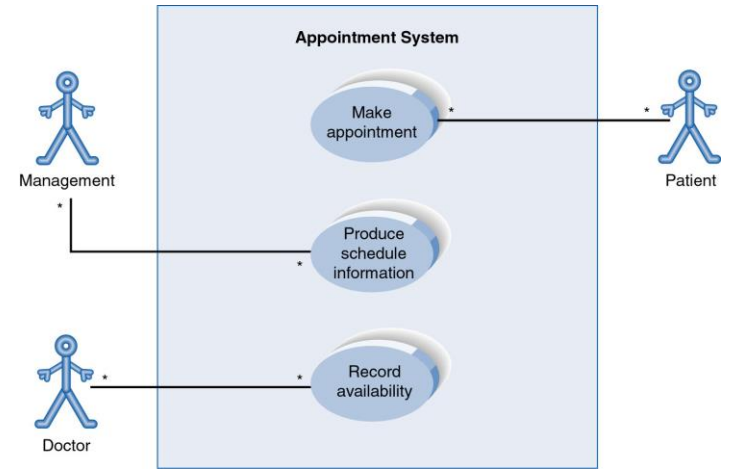 Appointment System
Make
appointment
*
*
Management
Patient
*
Produce
schedule
information
*
Record
availability
*
*
Doctor